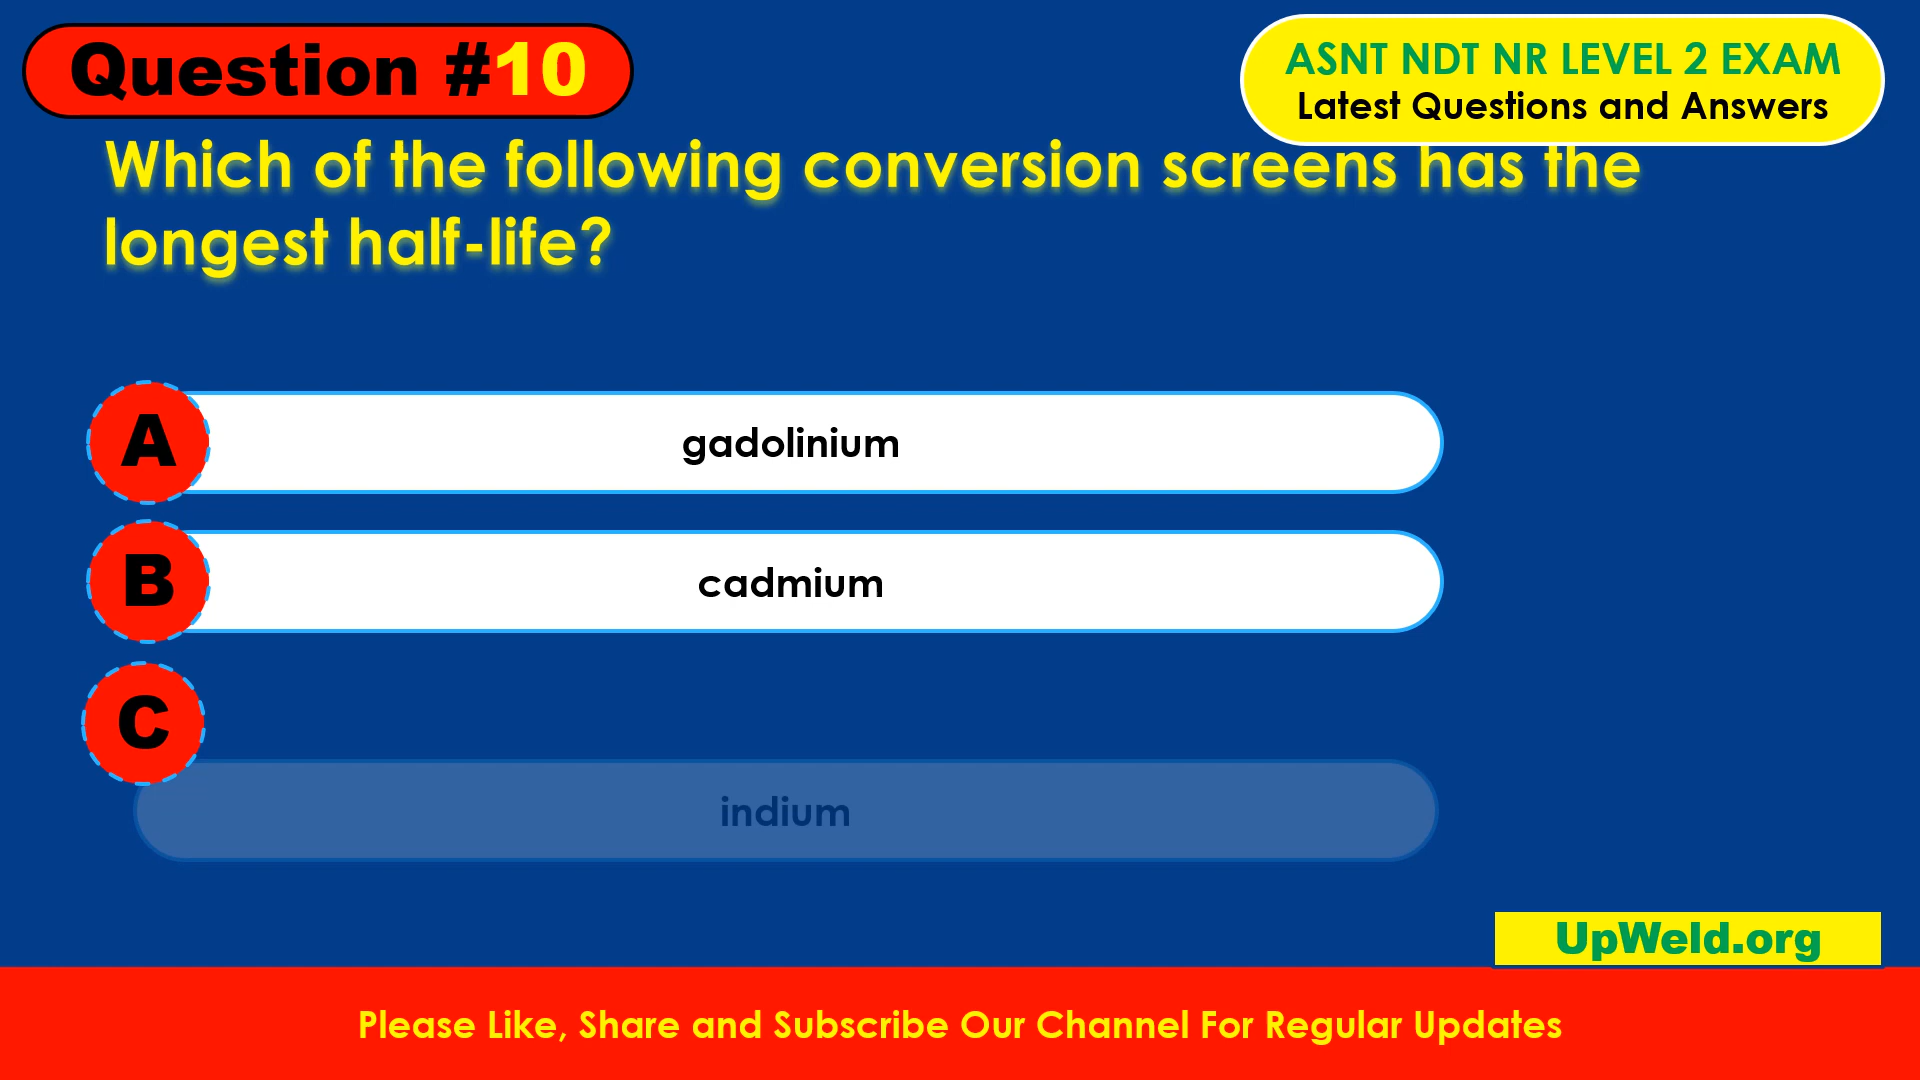 Question #10
ASNT NDT NR LEVEL 2 EXAM
Latest Questions and Answers
Which of the following conversion screens has the
longest half-life?
A
gadolinium
B
cadmium
C
indium
UpWeld.org
Please Like, Share and Subscribe Our Channel For Regular Updates